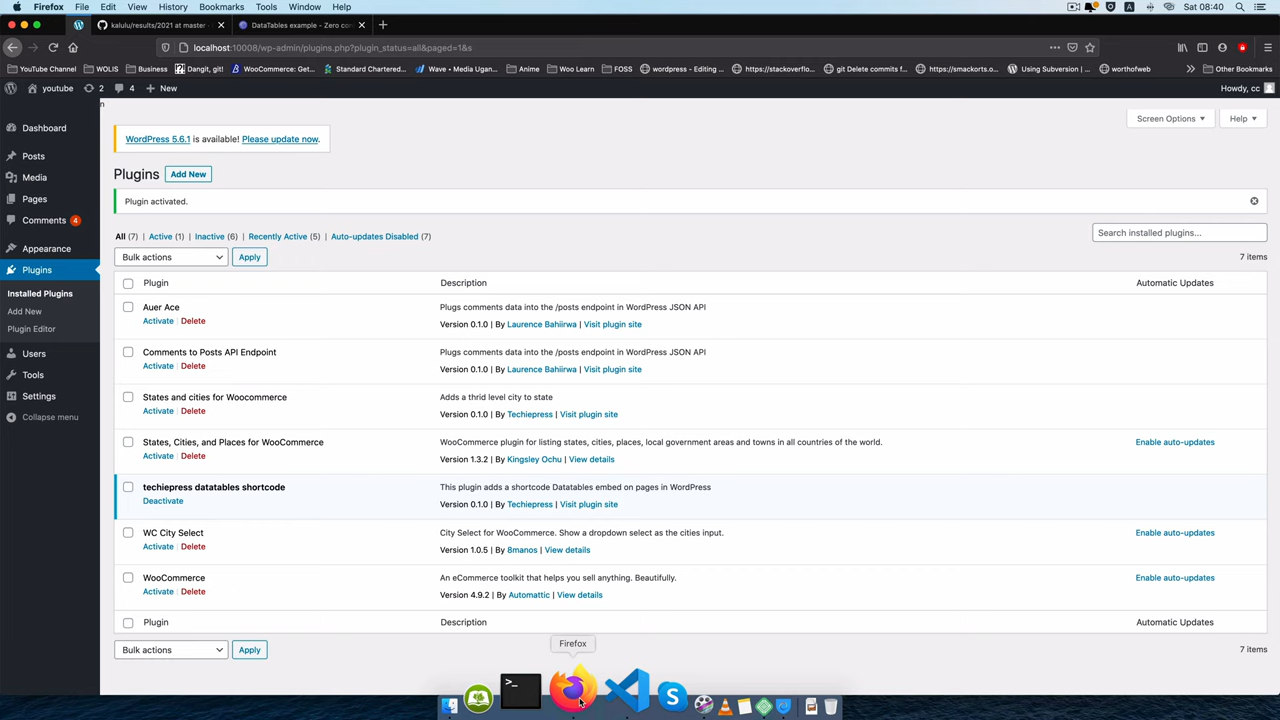 Firefox File Edit View History Bookmarks Tools Window Help Sat 08:40
kalulu/results/2021 at master DataTables example - Zero con
localhost:10008/wp-admin/plugins.php?plugin_status=all&paged=1&s
YouTube Channel WOLIS Business Dangit, git! WooCommerce: Get... Standard Chartered... Wave • Media Ugan... Anime Woo Learn FOSS wordpress - Editing ... https://stackoverflo... git Delete commits f... https://smackorts.o... Using Subversion (... worthofweb Other Bookmarks
youtube 2 4 New Howdy, cc
n
Screen Options Help
Dashboard
Posts
Media
Pages
Comments 4
Appearance
Plugins
Installed Plugins
Add New
Plugin Editor
Users
Tools
Settings
Collapse menu
WordPress 5.6.1 is available! Please update now.
Plugins Add New
Plugin activated.
All (7) | Active (1) | Inactive (6) | Recently Active (5) | Auto-updates Disabled (7)
Search installed plugins...
Bulk actions Apply 7 items
Plugin Description Automatic Updates
Auer Ace Plugs comments data into the /posts endpoint in WordPress JSON API
Activate | Delete Version 0.1.0 | By Laurence Bahiirwa | Visit plugin site
Comments to Posts API Endpoint Plugs comments data into the /posts endpoint in WordPress JSON API
Activate | Delete Version 0.1.0 | By Laurence Bahiirwa | Visit plugin site
States and cities for Woocommerce Adds a thrid level city to state
Activate | Delete Version 0.1.0 | By Techiepress | Visit plugin site
States, Cities, and Places for WooCommerce WooCommerce plugin for listing states, cities, places, local government areas and towns in all countries of the world. Enable auto-updates
Activate | Delete Version 1.3.2 | By Kingsley Ochu | View details
techiepress datatables shortcode This plugin adds a shortcode Datatables embed on pages in WordPress
Deactivate Version 0.1.0 | By Techiepress | Visit plugin site
WC City Select City Select for WooCommerce. Show a dropdown select as the cities input. Enable auto-updates
Activate | Delete Version 1.0.5 | By 8manos | View details
WooCommerce An eCommerce toolkit that helps you sell anything. Beautifully. Enable auto-updates
Activate | Delete Version 4.9.2 | By Automattic | View details
Plugin Description Automatic Updates
Bulk actions Apply 7 items
Firefox